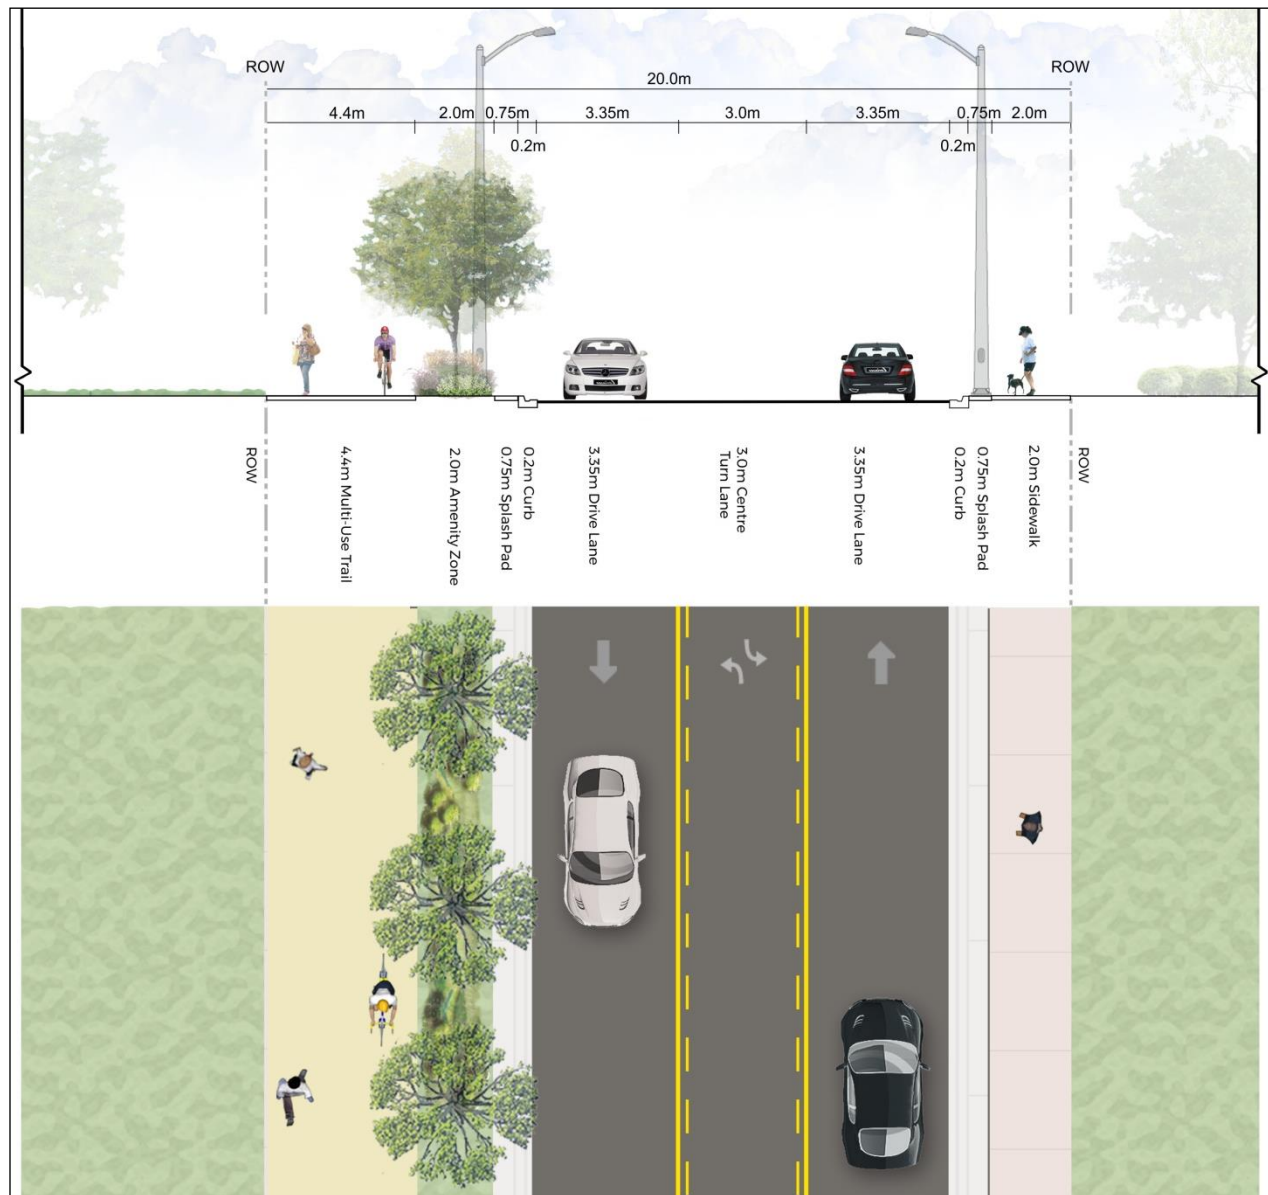 ROW
ROW
20.0m
4.4m
2.0m
0.75m
0.2m
3.35m
3.0m
3.35m
0.2m
0.75m
2.0m
ROW
4.4m Multi-Use Trail
2.0m Amenity Zone
0.75m Splash Pad
0.2m Curb
3.35m Drive Lane
3.0m Centre
Turn Lane
3.35m Drive Lane
0.2m Curb
0.75m Splash Pad
2.0m Sidewalk
ROW